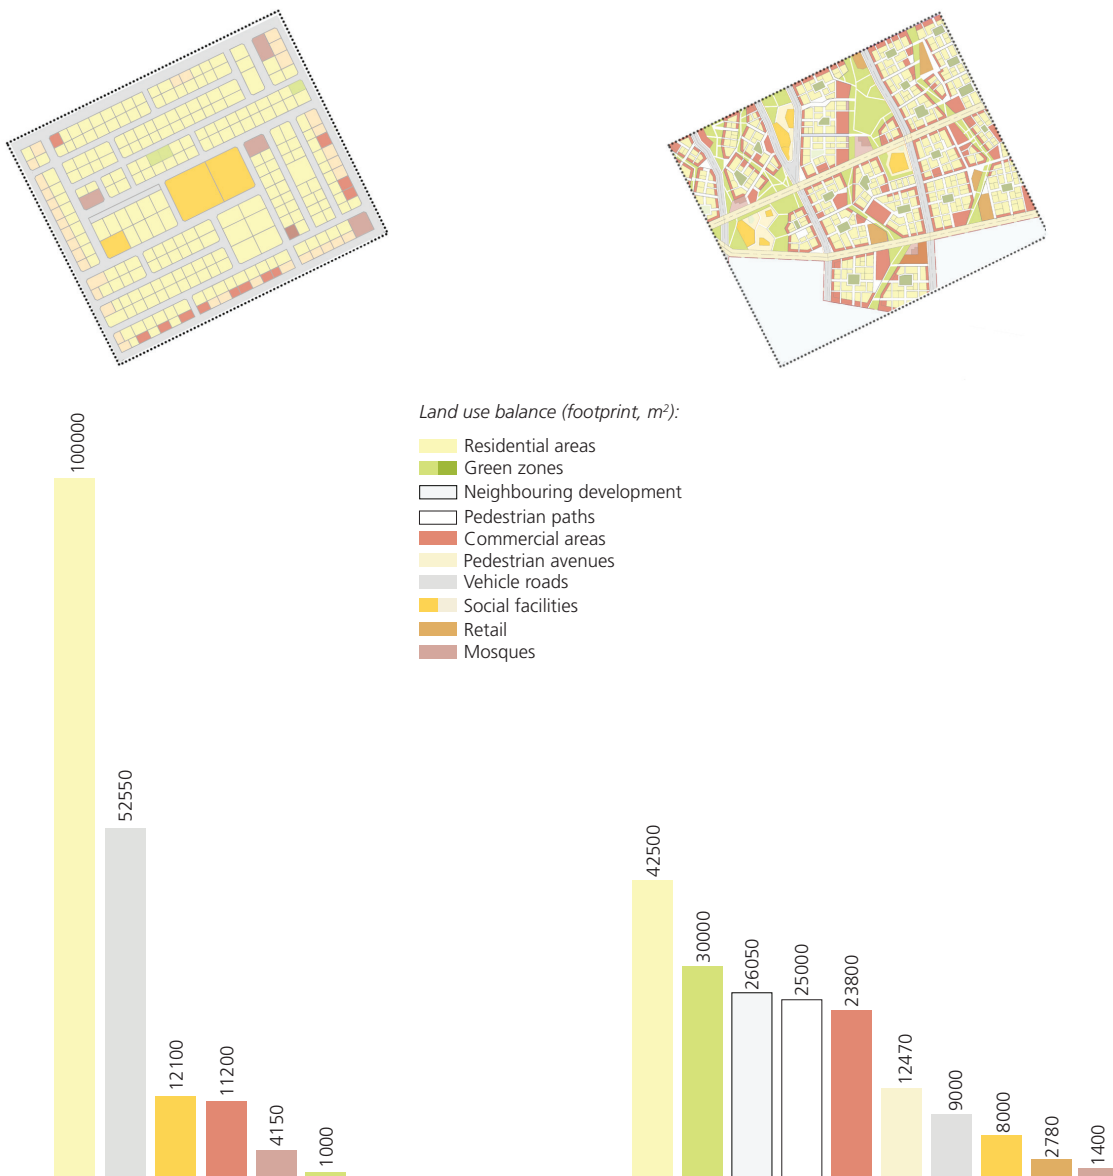 Land use balance (footprint, m²):
Residential areas
Green zones
Neighbouring development
Pedestrian paths
Commercial areas
Pedestrian avenues
Vehicle roads
Social facilities
Retail
Mosques
100000
52550
12100
11200
4150
1000
42500
30000
26050
25000
23800
12470
9000
8000
2780
1400